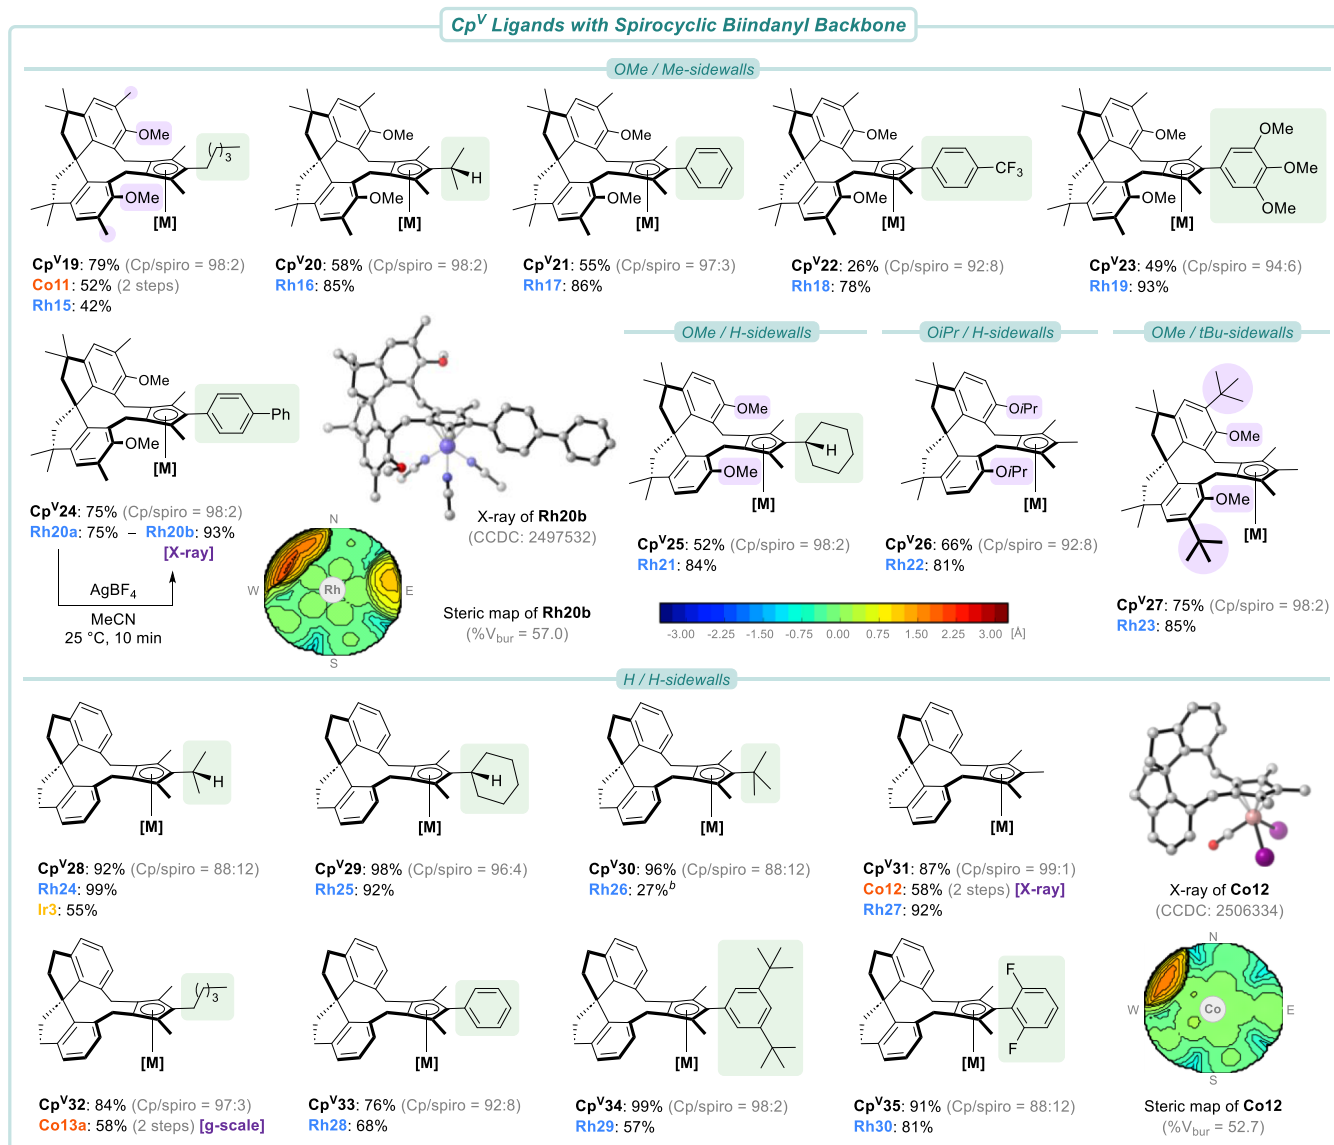 Cp^V Ligands with Spirocyclic Biindanyl Backbone
OMe / Me-sidewalls
OMe
OMe
3
[M]
Cp^V19: 79% (Cp/spiro = 98:2)
Co11: 52% (2 steps)
Rh15: 42%
OMe
OMe
H
[M]
Cp^V20: 58% (Cp/spiro = 98:2)
Rh16: 85%
OMe
OMe
[M]
Cp^V21: 55% (Cp/spiro = 97:3)
Rh17: 86%
OMe
OMe
CF3
[M]
Cp^V22: 26% (Cp/spiro = 92:8)
Rh18: 78%
OMe
OMe
OMe
OMe
OMe
[M]
Cp^V23: 49% (Cp/spiro = 94:6)
Rh19: 93%
OMe
OMe
Ph
[M]
Cp^V24: 75% (Cp/spiro = 98:2)
Rh20a: 75% – Rh20b: 93%
[X-ray]
AgBF4
MeCN
25 °C, 10 min
X-ray of Rh20b
(CCDC: 2497532)
N
W
Rh
E
S
Steric map of Rh20b
(%Vbur = 57.0)
OMe / H-sidewalls
OMe
OMe
H
[M]
Cp^V25: 52% (Cp/spiro = 98:2)
Rh21: 84%
OiPr / H-sidewalls
OiPr
OiPr
[M]
Cp^V26: 66% (Cp/spiro = 92:8)
Rh22: 81%
OMe / tBu-sidewalls
OMe
OMe
[M]
Cp^V27: 75% (Cp/spiro = 98:2)
Rh23: 85%
-3.00 -2.25 -1.50 -0.75 0.00 0.75 1.50 2.25 3.00 [Å]
H / H-sidewalls
H
[M]
Cp^V28: 92% (Cp/spiro = 88:12)
Rh24: 99%
Ir3: 55%
H
[M]
Cp^V29: 98% (Cp/spiro = 96:4)
Rh25: 92%
[M]
Cp^V30: 96% (Cp/spiro = 88:12)
Rh26: 27%^b
[M]
Cp^V31: 87% (Cp/spiro = 99:1)
Co12: 58% (2 steps) [X-ray]
Rh27: 92%
X-ray of Co12
(CCDC: 2506334)
3
[M]
Cp^V32: 84% (Cp/spiro = 97:3)
Co13a: 58% (2 steps) [g-scale]
[M]
Cp^V33: 76% (Cp/spiro = 92:8)
Rh28: 68%
[M]
Cp^V34: 99% (Cp/spiro = 98:2)
Rh29: 57%
F
F
[M]
Cp^V35: 91% (Cp/spiro = 88:12)
Rh30: 81%
N
W
Co
E
S
Steric map of Co12
(%Vbur = 52.7)